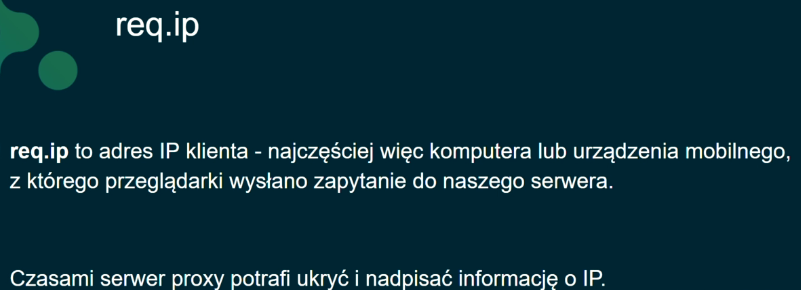 req.ip
req.ip to adres IP klienta - najczęściej więc komputera lub urządzenia mobilnego,
z którego przeglądarki wysłano zapytanie do naszego serwera.
Czasami serwer proxy potrafi ukryć i nadpisać informację o IP.